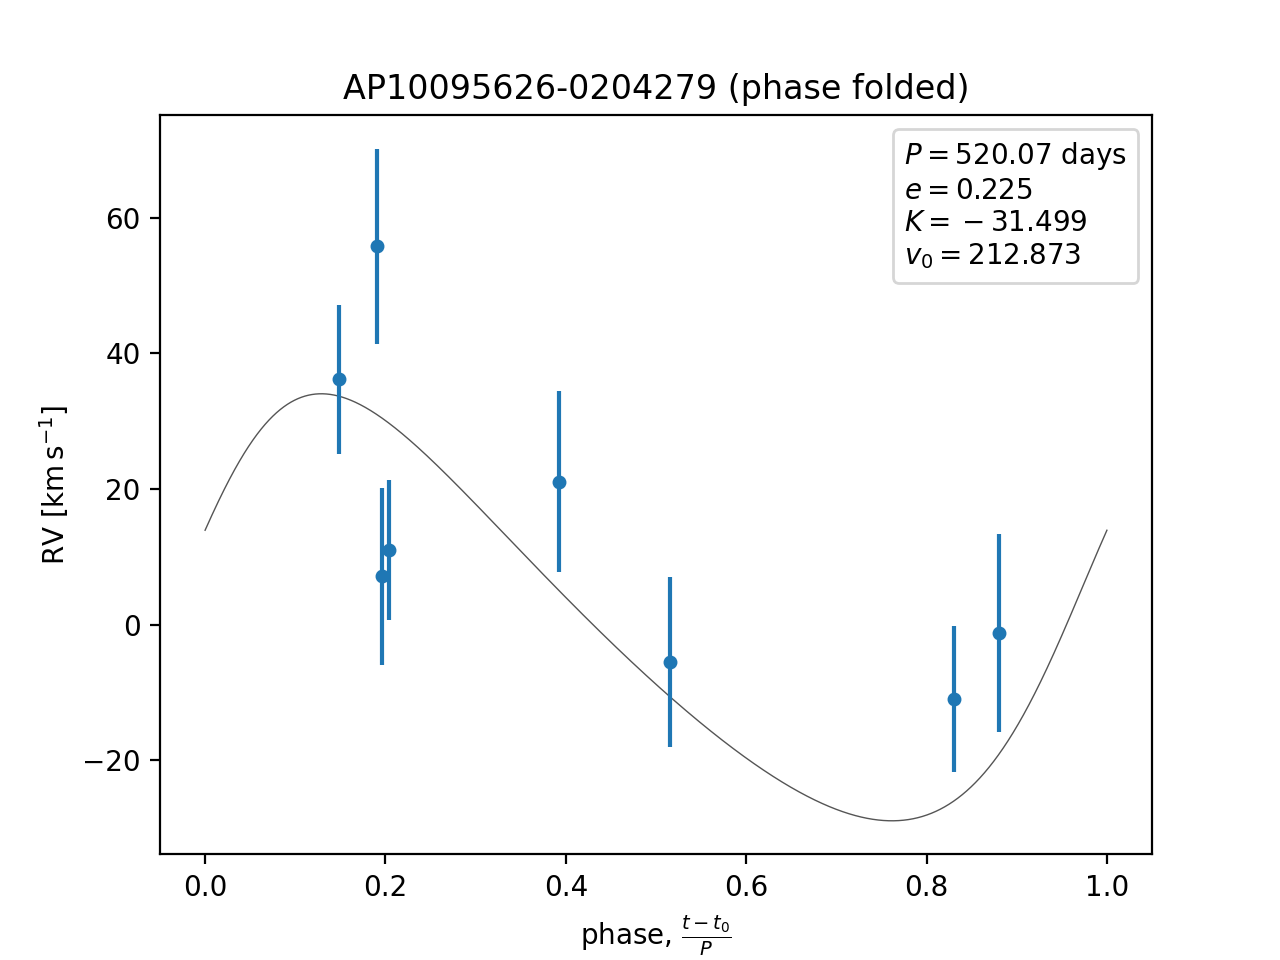 AP10095626-0204279 (phase folded)
P = 520.07 days
e = 0.225
K = −31.499
v₀ = 212.873
60
40
20
0
−20
RV [km s⁻¹]
0.0 0.2 0.4 0.6 0.8 1.0
phase, (t − t₀)/P